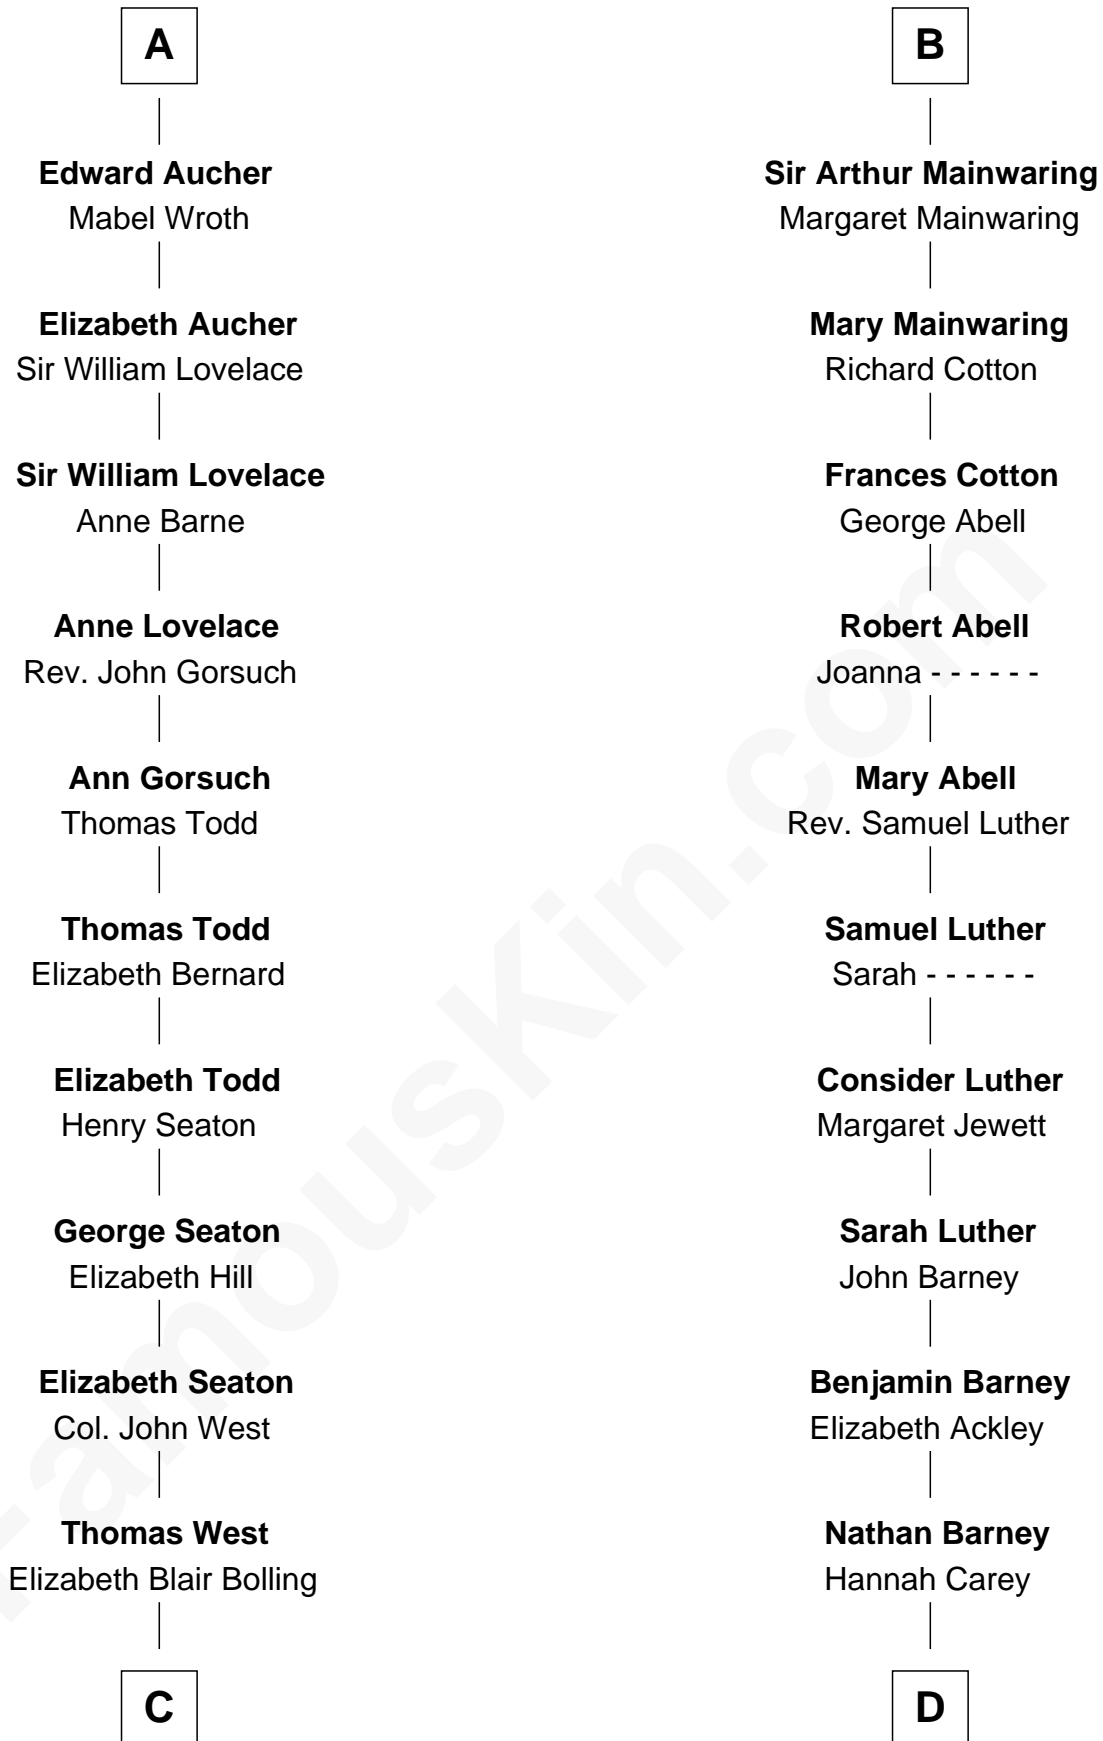 A
Edward Aucher
Mabel Wroth
Elizabeth Aucher
Sir William Lovelace
Sir William Lovelace
Anne Barne
Anne Lovelace
Rev. John Gorsuch
Ann Gorsuch
Thomas Todd
Thomas Todd
Elizabeth Bernard
Elizabeth Todd
Henry Seaton
George Seaton
Elizabeth Hill
Elizabeth Seaton
Col. John West
Thomas West
Elizabeth Blair Bolling
C
B
Sir Arthur Mainwaring
Margaret Mainwaring
Mary Mainwaring
Richard Cotton
Frances Cotton
George Abell
Robert Abell
Joanna - - - - - -
Mary Abell
Rev. Samuel Luther
Samuel Luther
Sarah - - - - - -
Consider Luther
Margaret Jewett
Sarah Luther
John Barney
Benjamin Barney
Elizabeth Ackley
Nathan Barney
Hannah Carey
D
FamousKin.com